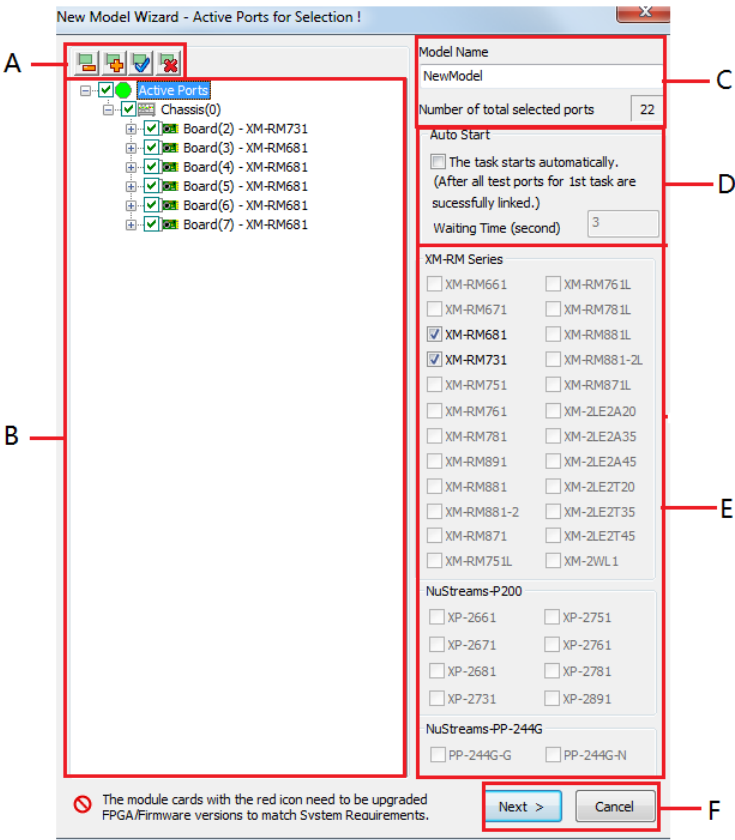 New Model Wizard - Active Ports for Selection !
A
Active Ports
Chassis(0)
Board(2) - XM-RM731
Board(3) - XM-RM681
Board(4) - XM-RM681
Board(5) - XM-RM681
Board(6) - XM-RM681
Board(7) - XM-RM681
B
Model Name
NewModel
Number of total selected ports 22
C
Auto Start
The task starts automatically.
(After all test ports for 1st task are
sucessfully linked.)
Waiting Time (second) 3
D
XM-RM Series
XM-RM661 XM-RM761L
XM-RM671 XM-RM781L
XM-RM681 XM-RM881L
XM-RM731 XM-RM881-2L
XM-RM751 XM-RM871L
XM-RM761 XM-2LE2A20
XM-RM781 XM-2LE2A35
XM-RM891 XM-2LE2A45
XM-RM881 XM-2LE2T20
XM-RM881-2 XM-2LE2T35
XM-RM871 XM-2LE2T45
XM-RM751L XM-2WL1
E
NuStreams-P200
XP-2661 XP-2751
XP-2671 XP-2761
XP-2681 XP-2781
XP-2731 XP-2891
NuStreams-PP-244G
PP-244G-G PP-244G-N
The module cards with the red icon need to be upgraded
FPGA/Firmware versions to match System Requirements.
Next > Cancel
F